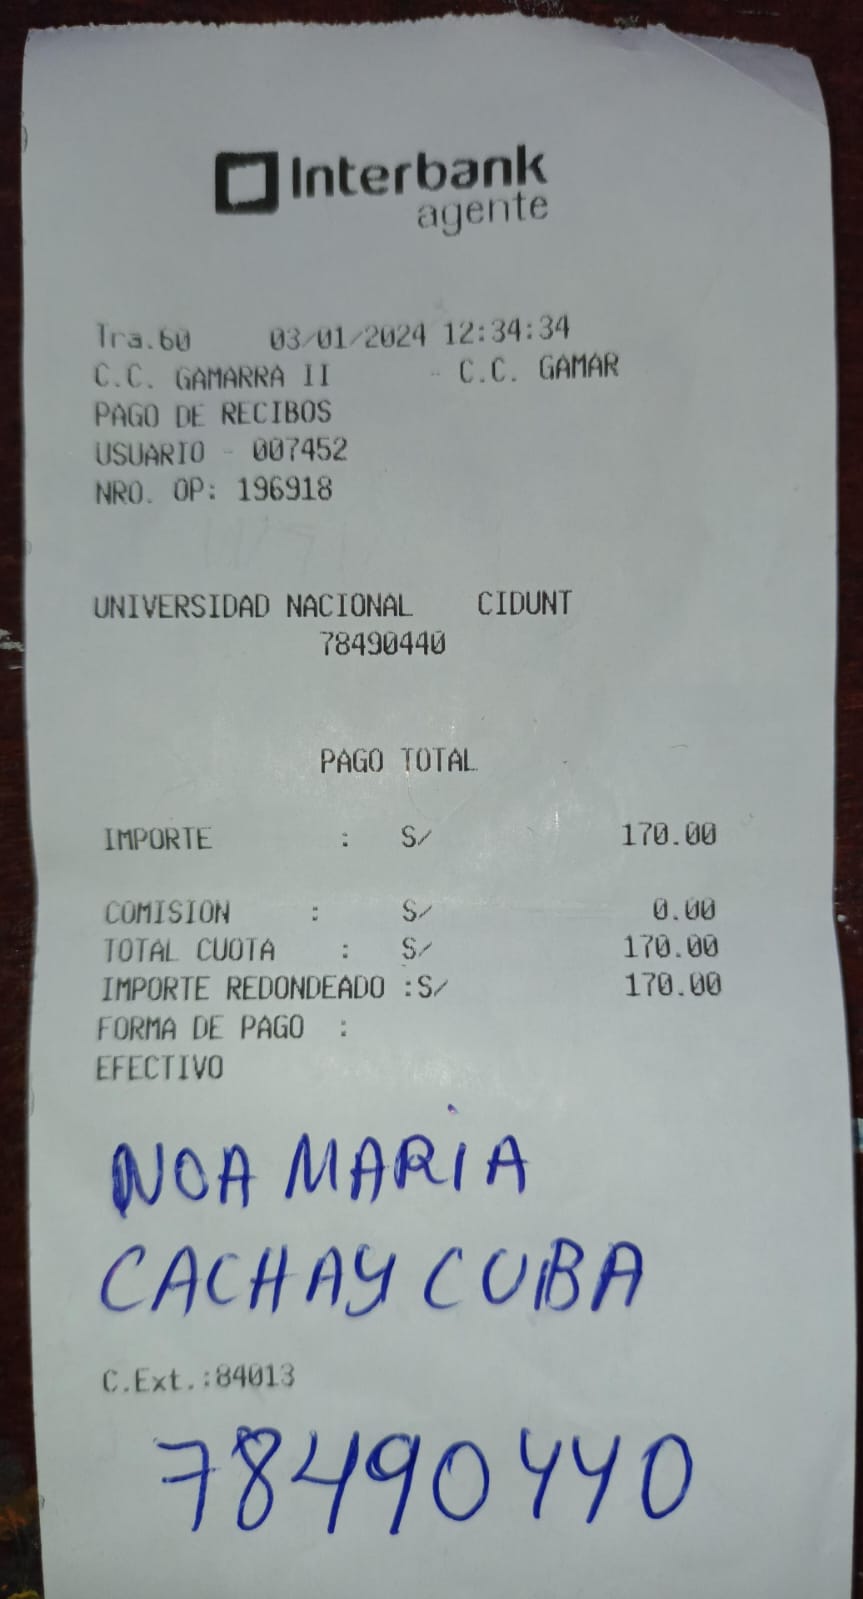 Interbank
agente
Tra.60 03/01/2024 12:34:34
C.C. GAMARRA II - C.C. GAMAR
PAGO DE RECIBOS
USUARIO - 007452
NRO. OP: 196918
UNIVERSIDAD NACIONAL CIDUNT
78490440
PAGO TOTAL
IMPORTE : S/ 170.00
COMISION : S/ 0.00
TOTAL CUOTA : S/ 170.00
IMPORTE REDONDEADO :S/ 170.00
FORMA DE PAGO :
EFECTIVO
NOA MARIA
CACHAY CUBA
C.Ext.:84013
78490440